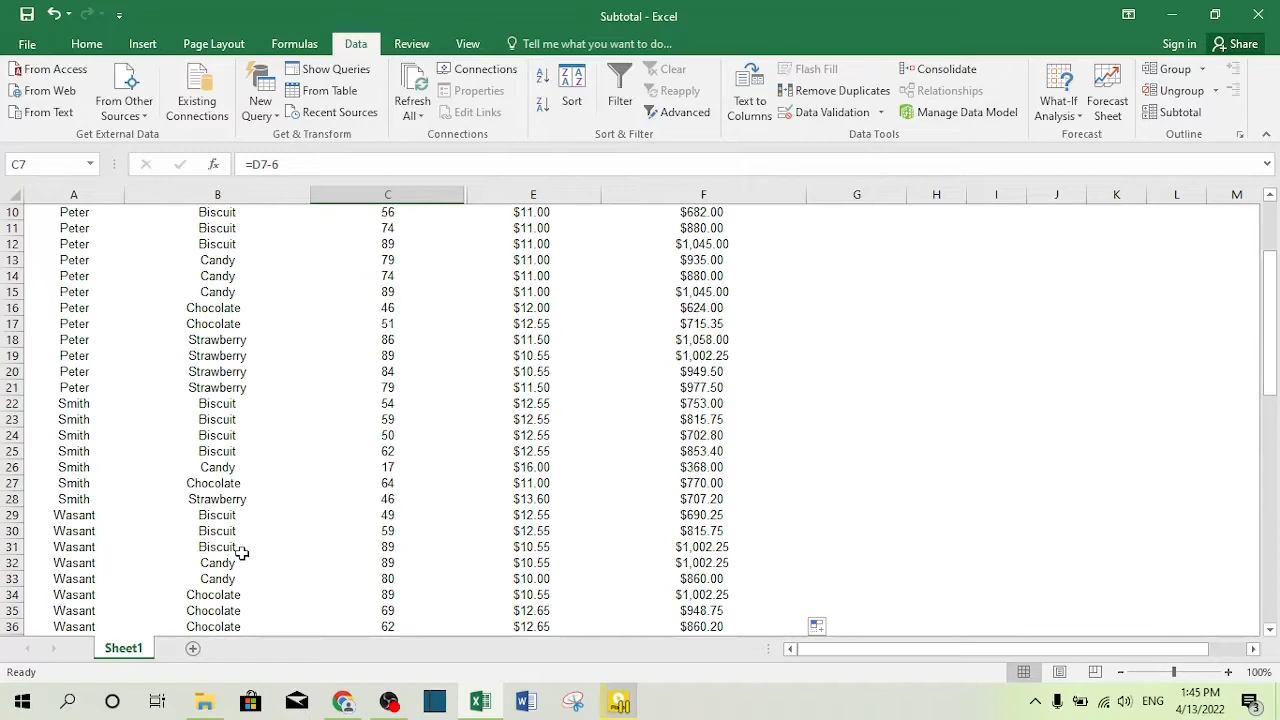 Subtotal - Excel
File Home Insert Page Layout Formulas Data Review View Tell me what you want to do... Sign in Share
From Access
From Web
From Text
From Other Sources
Existing Connections
Get External Data
New Query
Show Queries
From Table
Recent Sources
Get & Transform
Refresh All
Connections
Properties
Edit Links
Connections
Sort
Filter
Clear
Reapply
Advanced
Sort & Filter
Text to Columns
Flash Fill
Remove Duplicates
Data Validation
Consolidate
Relationships
Manage Data Model
Data Tools
What-If Analysis
Forecast Sheet
Forecast
Group
Ungroup
Subtotal
Outline
C7 fx =D7-6
A B C E F G H I J K L M
10 Peter Biscuit 56 $11.00 $682.00
11 Peter Biscuit 74 $11.00 $880.00
12 Peter Biscuit 89 $11.00 $1,045.00
13 Peter Candy 79 $11.00 $935.00
14 Peter Candy 74 $11.00 $880.00
15 Peter Candy 89 $11.00 $1,045.00
16 Peter Chocolate 46 $12.00 $624.00
17 Peter Chocolate 51 $12.55 $715.35
18 Peter Strawberry 86 $11.50 $1,058.00
19 Peter Strawberry 89 $10.55 $1,002.25
20 Peter Strawberry 84 $10.55 $949.50
21 Peter Strawberry 79 $11.50 $977.50
22 Smith Biscuit 54 $12.55 $753.00
23 Smith Biscuit 59 $12.55 $815.75
24 Smith Biscuit 50 $12.55 $702.80
25 Smith Biscuit 62 $12.55 $853.40
26 Smith Candy 17 $16.00 $368.00
27 Smith Chocolate 64 $11.00 $770.00
28 Smith Strawberry 46 $13.60 $707.20
29 Wasant Biscuit 49 $12.55 $690.25
30 Wasant Biscuit 59 $12.55 $815.75
31 Wasant Biscuit 89 $10.55 $1,002.25
32 Wasant Candy 89 $10.55 $1,002.25
33 Wasant Candy 80 $10.00 $860.00
34 Wasant Chocolate 89 $10.55 $1,002.25
35 Wasant Chocolate 69 $12.65 $948.75
36 Wasant Chocolate 62 $12.65 $860.20
Sheet1
Ready 100%
ENG 1:45 PM
4/13/2022 3